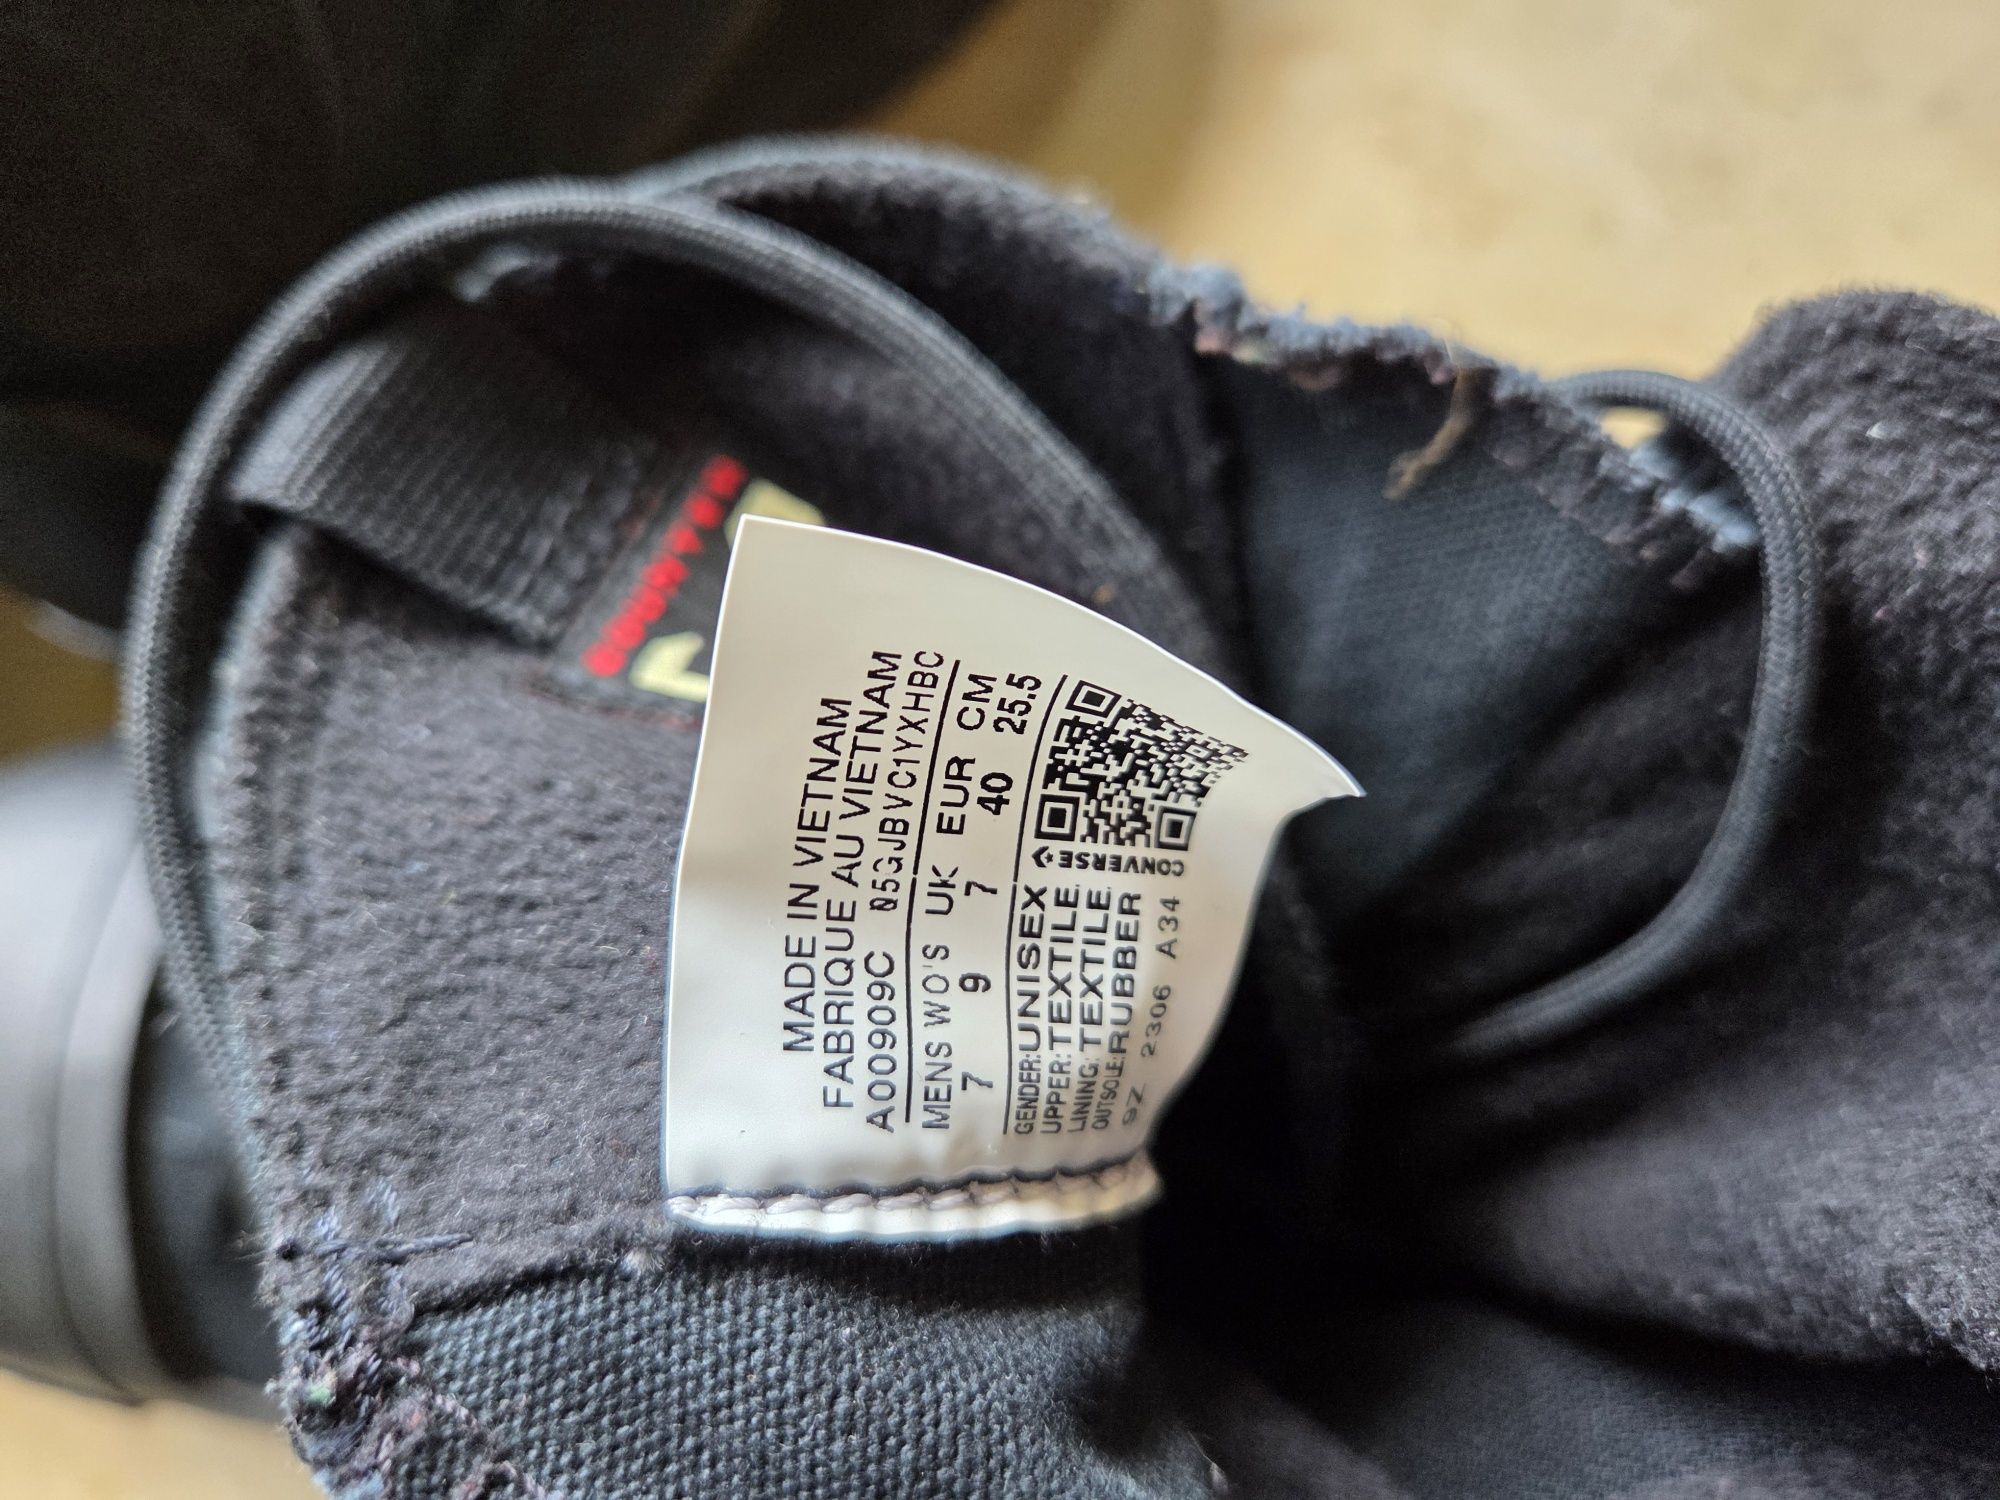 MADE IN VIETNAM
FABRIQUE AU VIETNAM
A00909C 05GJBVC1YXHBC
MENS WO'S UK EUR CM
7 9 7 40 25.5
GENDER:UNISEX
UPPER:TEXTILE
LINING:TEXTILE
OUTSOLE:RUBBER
9Z 2306 A34
CONVERSE